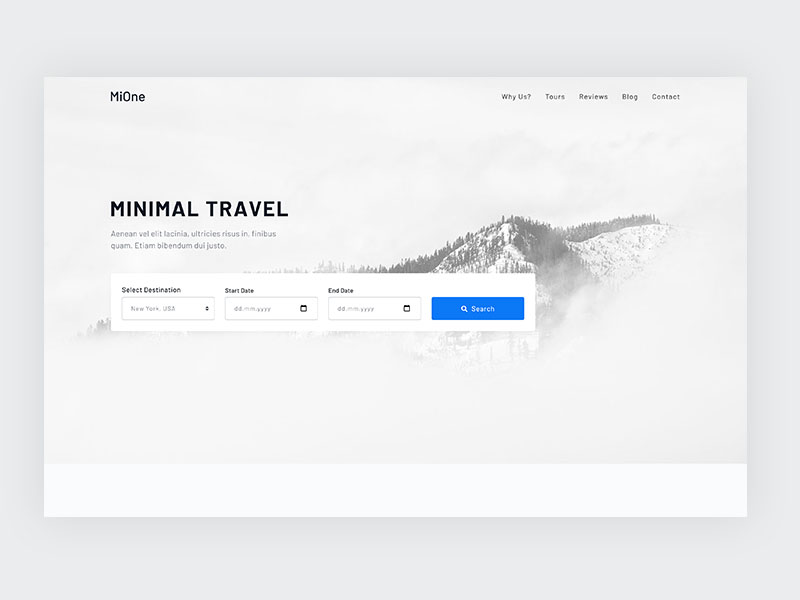 MiOne
Why Us? Tours Reviews Blog Contact
MINIMAL TRAVEL
Aenean vel elit lacinia, ultricies risus in, finibus
quam. Etiam bibendum dui justo.
Select Destination Start Date End Date
New York, USA dd.mm.yyyy dd.mm.yyyy Search